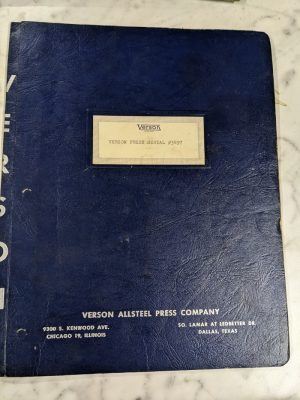 VERSON
Verson
VERSON PRESS SERIAL
VERSON ALLSTEEL PRESS COMPANY
9300 S. KENWOOD AVE.
CHICAGO 19, ILLINOIS
SO. LAMAR AT LEDBETTER DR.
DALLAS, TEXAS